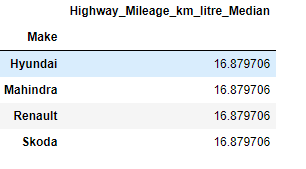 Highway_Mileage_km_litre_Median
Make
Hyundai 16.879706
Mahindra 16.879706
Renault 16.879706
Skoda 16.879706